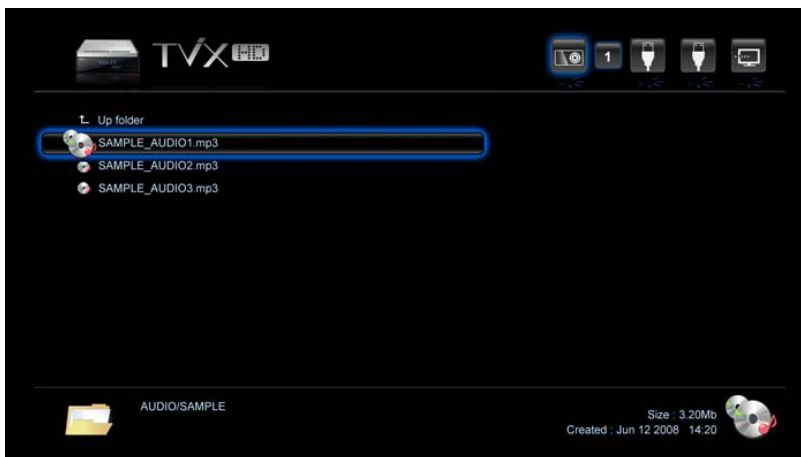 TViX HD
1
Up folder
SAMPLE_AUDIO1.mp3
SAMPLE_AUDIO2.mp3
SAMPLE_AUDIO3.mp3
AUDIO/SAMPLE
Size : 3.20Mb
Created : Jun 12 2008 14:20